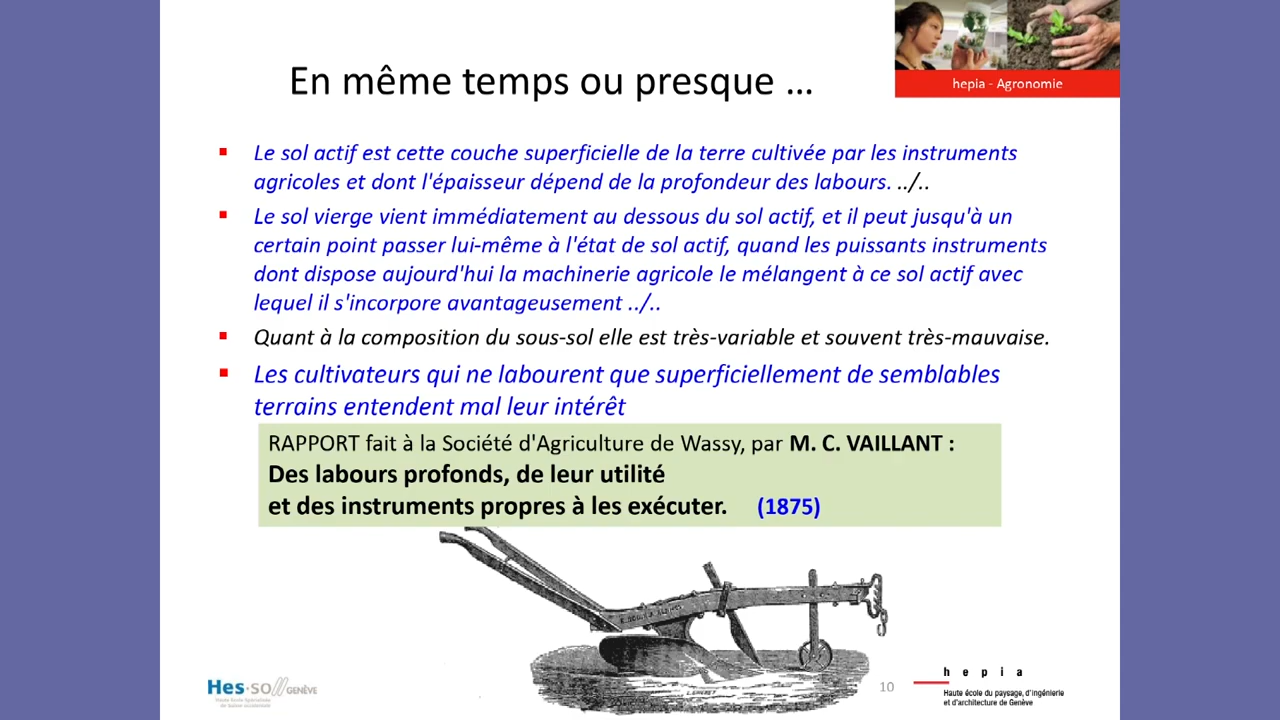 En même temps ou presque ...
hepia - Agronomie
Le sol actif est cette couche superficielle de la terre cultivée par les instruments
agricoles et dont l'épaisseur dépend de la profondeur des labours. ../..
Le sol vierge vient immédiatement au dessous du sol actif, et il peut jusqu'à un
certain point passer lui-même à l'état de sol actif, quand les puissants instruments
dont dispose aujourd'hui la machinerie agricole le mélangent à ce sol actif avec
lequel il s'incorpore avantageusement ../..
Quant à la composition du sous-sol elle est très-variable et souvent très-mauvaise.
Les cultivateurs qui ne labourent que superficiellement de semblables
terrains entendent mal leur intérêt
RAPPORT fait à la Société d'Agriculture de Wassy, par M. C. VAILLANT :
Des labours profonds, de leur utilité
et des instruments propres à les exécuter. (1875)
Hes·so// GENÈVE
Haute Ecole Spécialisée
de Suisse occidentale
10
hepia
Haute école du paysage, d'ingénierie
et d'architecture de Genève